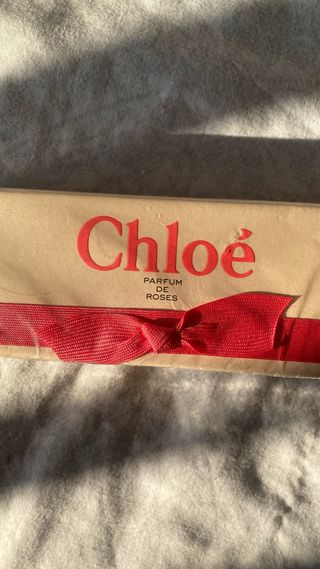 Chloé
PARFUM
DE
ROSES